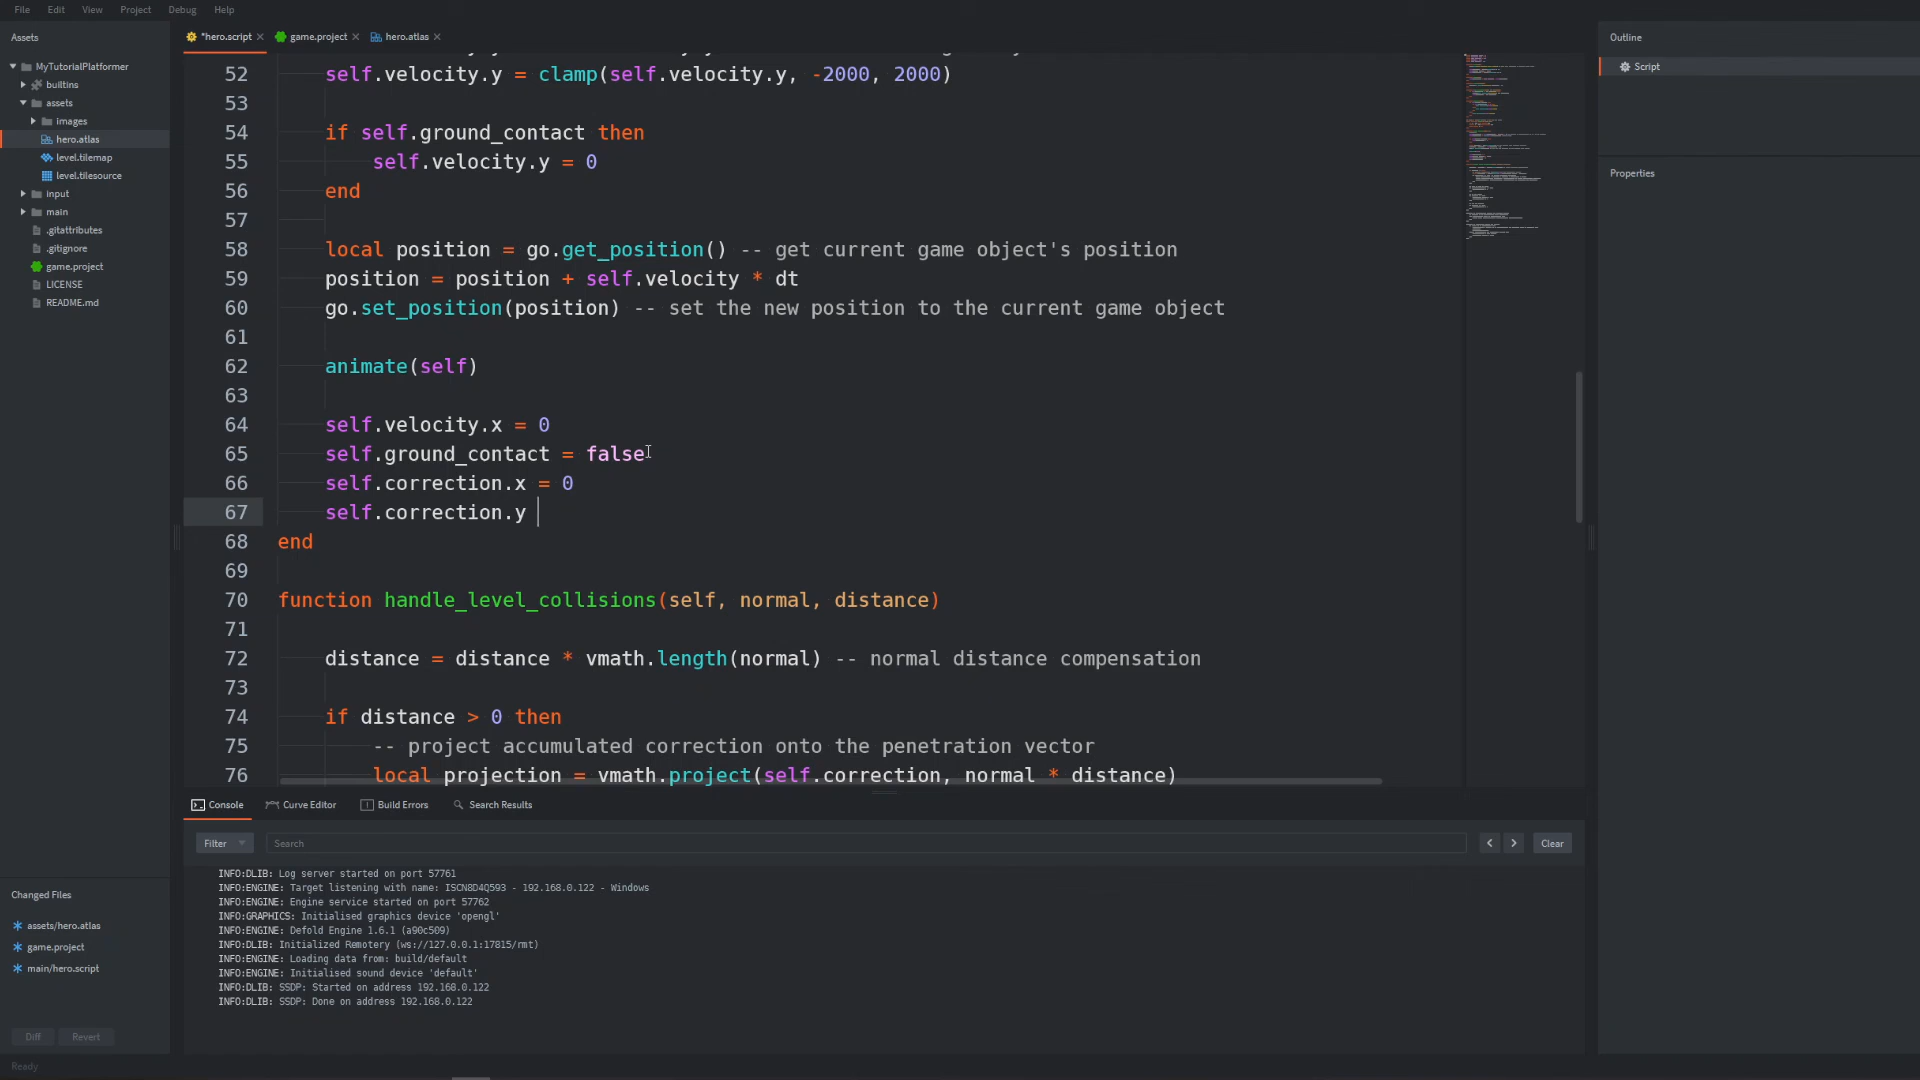 File Edit View Project Debug Help
Assets
MyTutorialPlatformer
builtins
assets
images
hero.atlas
level.tilemap
level.tilesource
input
main
.gitattributes
.gitignore
game.project
LICENSE
README.md
Changed Files
assets/hero.atlas
game.project
main/hero.script
Diff Revert
Ready
*hero.script game.project hero.atlas
52 self.velocity.y = clamp(self.velocity.y, -2000, 2000)
53
54 if self.ground_contact then
55 self.velocity.y = 0
56 end
57
58 local position = go.get_position() -- get current game object's position
59 position = position + self.velocity * dt
60 go.set_position(position) -- set the new position to the current game object
61
62 animate(self)
63
64 self.velocity.x = 0
65 self.ground_contact = false
66 self.correction.x = 0
67 self.correction.y
68 end
69
70 function handle_level_collisions(self, normal, distance)
71
72 distance = distance * vmath.length(normal) -- normal distance compensation
73
74 if distance > 0 then
75 -- project accumulated correction onto the penetration vector
76 local projection = vmath.project(self.correction, normal * distance)
Console Curve Editor Build Errors Search Results
Filter Search Clear
INFO:DLIB: Log server started on port 57761
INFO:ENGINE: Target listening with name: ISCN8D4Q593 - 192.168.0.122 - Windows
INFO:ENGINE: Engine service started on port 57762
INFO:GRAPHICS: Initialised graphics device 'opengl'
INFO:ENGINE: Defold Engine 1.6.1 (a90c509)
INFO:DLIB: Initialized Remotery (ws://127.0.0.1:17815/rmt)
INFO:ENGINE: Loading data from: build/default
INFO:ENGINE: Initialised sound device 'default'
INFO:DLIB: SSDP: Started on address 192.168.0.122
INFO:DLIB: SSDP: Done on address 192.168.0.122
Outline
Script
Properties